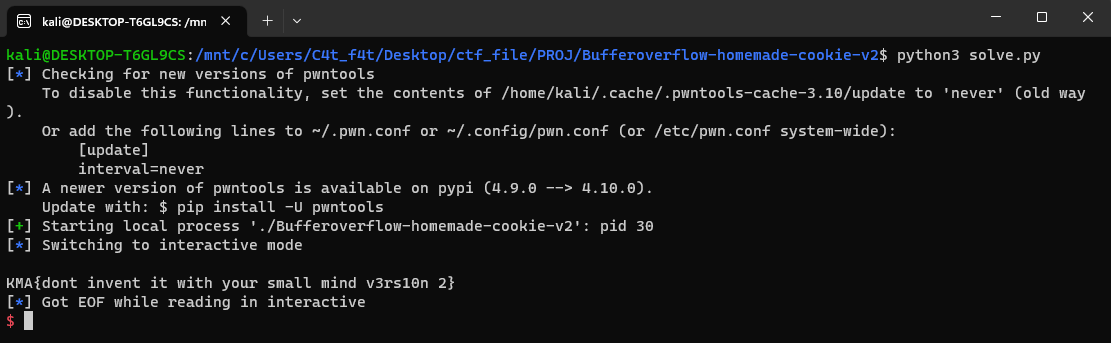 kali@DESKTOP-T6GL9CS: /mnt
kali@DESKTOP-T6GL9CS:/mnt/c/Users/C4t_f4t/Desktop/ctf_file/PROJ/Bufferoverflow-homemade-cookie-v2$ python3 solve.py
[*] Checking for new versions of pwntools
    To disable this functionality, set the contents of /home/kali/.cache/.pwntools-cache-3.10/update to 'never' (old way
).
    Or add the following lines to ~/.pwn.conf or ~/.config/pwn.conf (or /etc/pwn.conf system-wide):
        [update]
        interval=never
[*] A newer version of pwntools is available on pypi (4.9.0 --> 4.10.0).
    Update with: $ pip install -U pwntools
[+] Starting local process './Bufferoverflow-homemade-cookie-v2': pid 30
[*] Switching to interactive mode
KMA{dont invent it with your small mind v3rs10n 2}
[*] Got EOF while reading in interactive
$